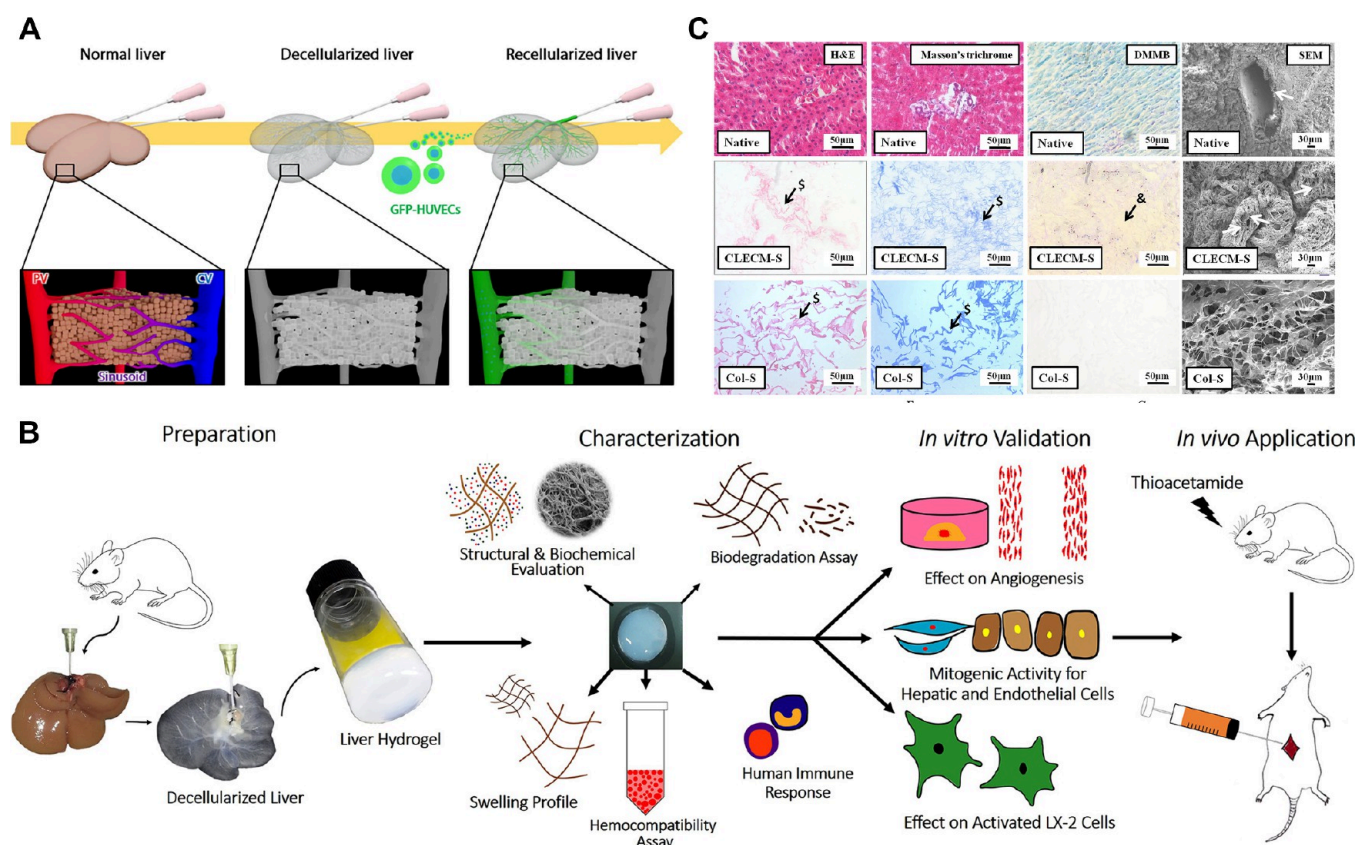 A
Normal liver
Decellularized liver
Recellularized liver
GFP-HUVECs
PV
CV
Sinusoid
C
H&E
Masson's trichrome
DMMB
SEM
Native
50μm
Native
50μm
Native
50μm
Native
30μm
$
$
&
CLECM-S
50μm
CLECM-S
50μm
CLECM-S
50μm
CLECM-S
30μm
$
$
Col-S
50μm
Col-S
50μm
Col-S
50μm
Col-S
30μm
B
Preparation
Characterization
In vitro Validation
In vivo Application
Thioacetamide
Structural & Biochemical
Evaluation
Biodegradation Assay
Effect on Angiogenesis
Mitogenic Activity for
Hepatic and Endothelial Cells
Liver Hydrogel
Decellularized Liver
Swelling Profile
Hemocompatibility
Assay
Human Immune
Response
Effect on Activated LX-2 Cells